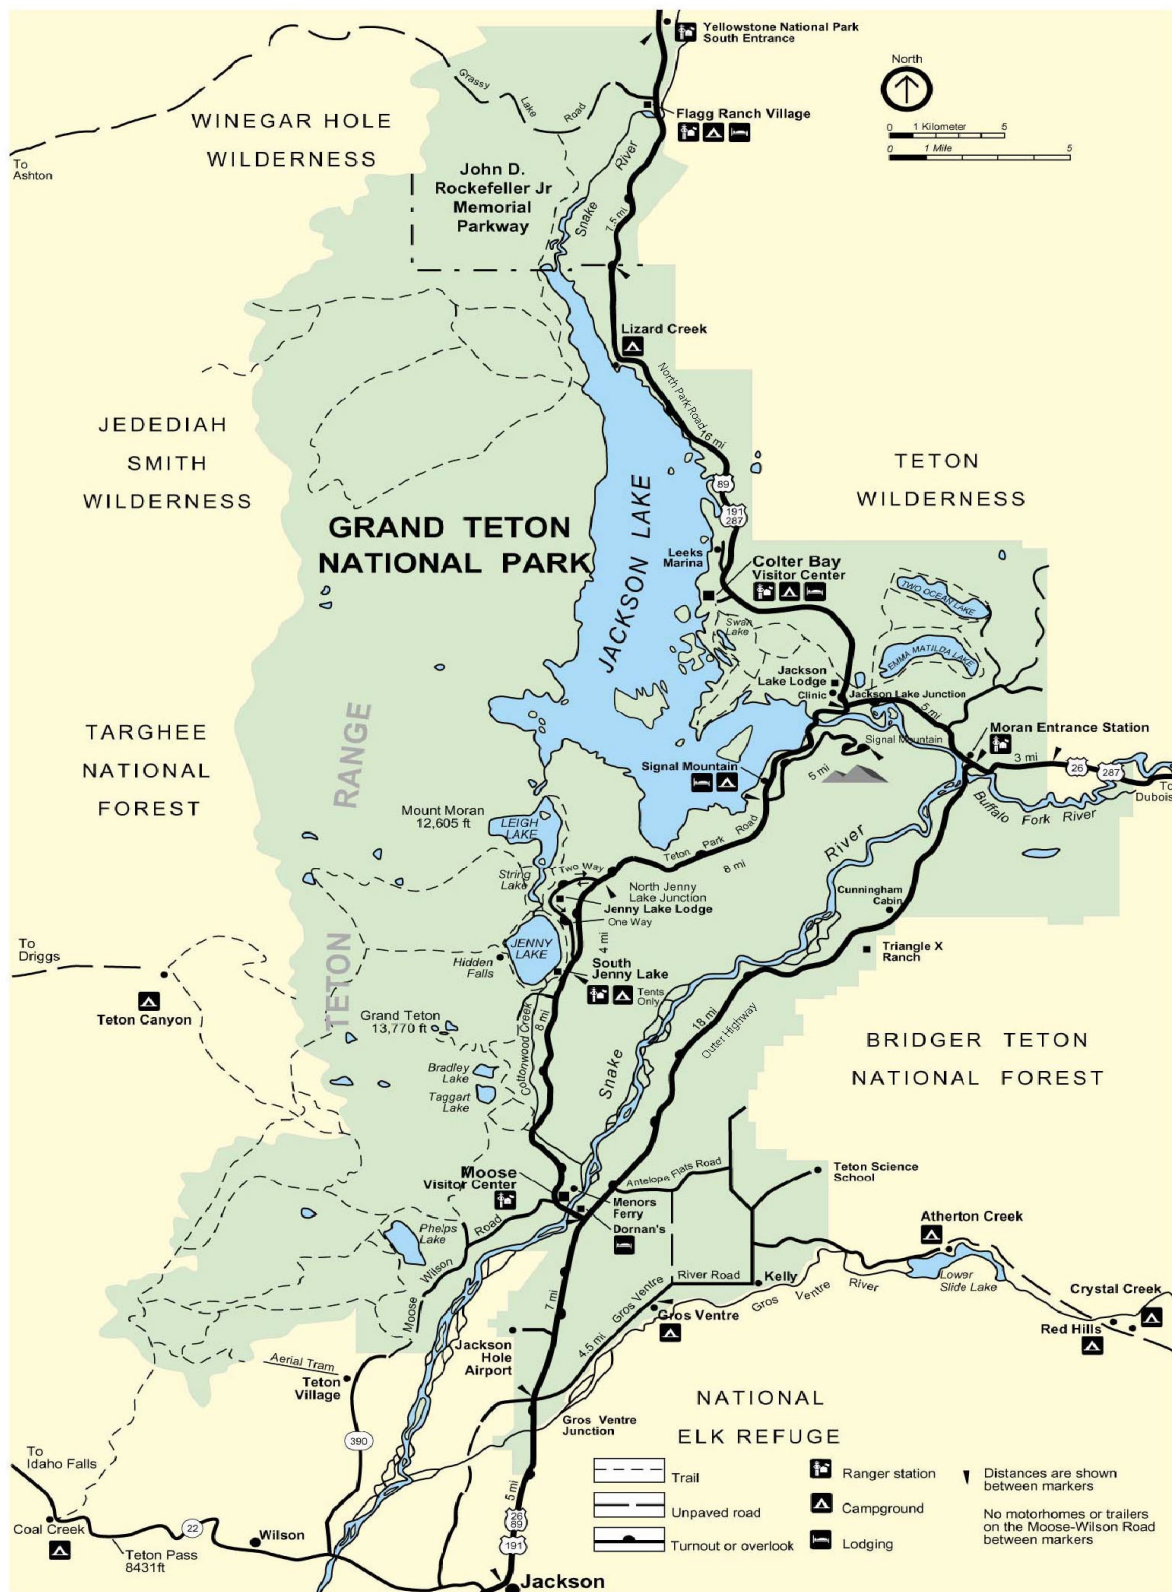 Yellowstone National Park
South Entrance
North
Grassy
Lake
Road
Flagg Ranch Village
0 1 Kilometer 5
0 1 Mile 5
WINEGAR HOLE
WILDERNESS
To
Ashton
John D.
Rockefeller Jr
Memorial
Parkway
River
Snake
7.5 mi
Lizard Creek
North Park Road
16 mi
JEDEDIAH
SMITH
WILDERNESS
TETON
WILDERNESS
89
191
287
GRAND TETON
NATIONAL PARK
JACKSON LAKE
Leeks
Marina
Colter Bay
Visitor Center
TWO OCEAN LAKE
EMMA MATILDA LAKE
Swan
Lake
Jackson
Lake Lodge
Clinic
Jackson Lake Junction
5 mi
Moran Entrance Station
TARGHEE
NATIONAL
FOREST
TETON RANGE
Signal Mountain
Signal Mountain
5 mi
3 mi
26
287
To
Dubois
Buffalo Fork River
Mount Moran
12,605 ft
LEIGH
LAKE
Teton Park Road
8 mi
River
String
Lake
Two Way
North Jenny
Lake Junction
Jenny Lake Lodge
One Way
Cunningham
Cabin
JENNY
LAKE
4 mi
Hidden
Falls
South
Jenny Lake
Tents
Only
Triangle X
Ranch
To
Driggs
Teton Canyon
Grand Teton
13,770 ft
8 mi
Cottonwood Creek
18 mi
Outer Highway
Snake
BRIDGER TETON
NATIONAL FOREST
Bradley
Lake
Taggart
Lake
Moose
Visitor Center
Antelope Flats Road
Teton Science
School
Menors
Ferry
Dornan's
Phelps
Lake
Moose Wilson Road
Atherton Creek
Lower
Slide Lake
River Road
Kelly
Gros Ventre River
Gros Ventre
7 mi
4.5 mi
Gros Ventre
Crystal Creek
Red Hills
Jackson
Hole
Airport
Aerial Tram
Teton
Village
390
Gros Ventre
Junction
NATIONAL
ELK REFUGE
To
Idaho Falls
Coal Creek
22
Teton Pass
8431ft
Wilson
5 mi
26
89
191
Jackson
Trail
Unpaved road
Turnout or overlook
Ranger station
Campground
Lodging
Distances are shown
between markers
No motorhomes or trailers
on the Moose-Wilson Road
between markers